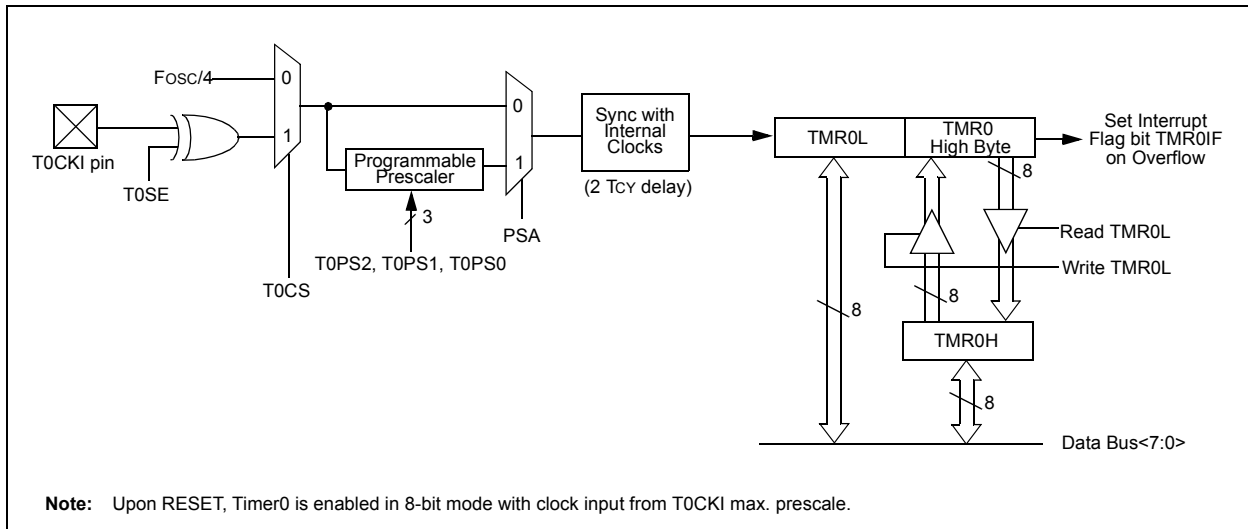 FOSC/4
0
1
T0CKI pin
T0SE
T0CS
Programmable
Prescaler
3
T0PS2, T0PS1, T0PS0
0
1
PSA
Sync with
Internal
Clocks
(2 TCY delay)
TMR0L
TMR0
High Byte
Set Interrupt
Flag bit TMR0IF
on Overflow
8
Read TMR0L
Write TMR0L
8
8
TMR0H
8
Data Bus<7:0>
Note: Upon RESET, Timer0 is enabled in 8-bit mode with clock input from T0CKI max. prescale.